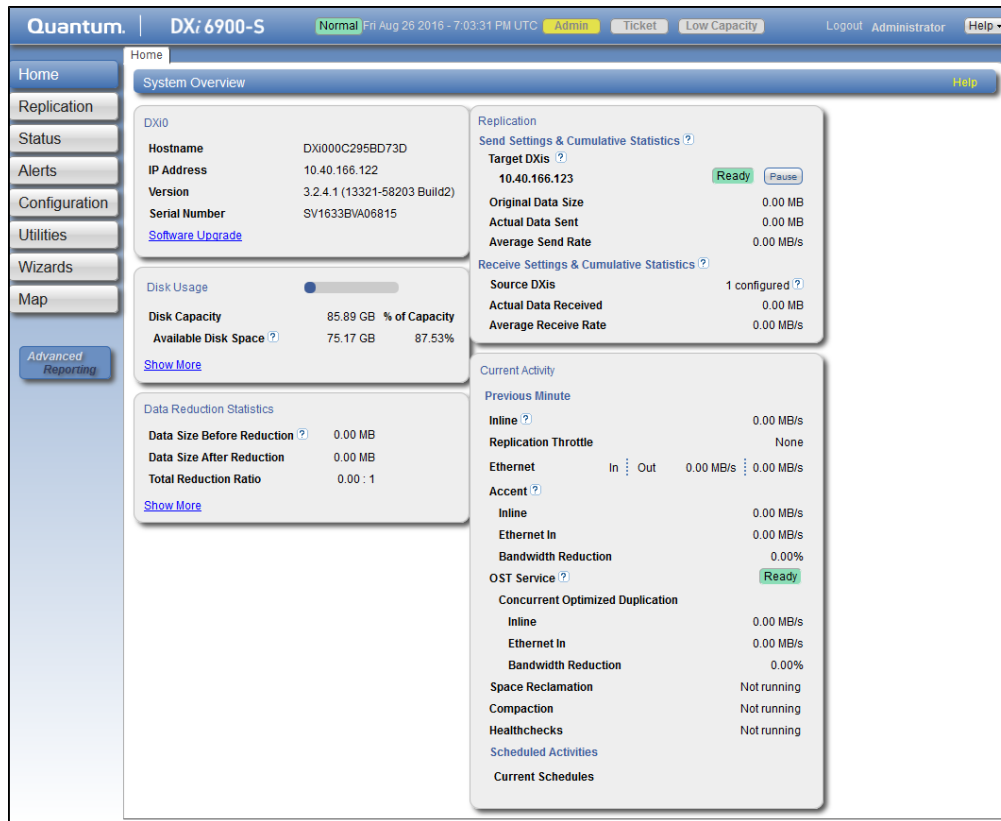 Quantum. DXi 6900-S Normal Fri Aug 26 2016 - 7:03:31 PM UTC Admin Ticket Low Capacity Logout Administrator Help
Home
Home
Replication
Status
Alerts
Configuration
Utilities
Wizards
Map
Advanced
Reporting
System Overview Help
DXi0
Hostname DXi000C295BD73D
IP Address 10.40.166.122
Version 3.2.4.1 (13321-58203 Build2)
Serial Number SV1633BVA06815
Software Upgrade
Disk Usage
Disk Capacity 85.89 GB % of Capacity
Available Disk Space ? 75.17 GB 87.53%
Show More
Data Reduction Statistics
Data Size Before Reduction ? 0.00 MB
Data Size After Reduction 0.00 MB
Total Reduction Ratio 0.00 : 1
Show More
Replication
Send Settings & Cumulative Statistics ?
Target DXis ?
10.40.166.123 Ready Pause
Original Data Size 0.00 MB
Actual Data Sent 0.00 MB
Average Send Rate 0.00 MB/s
Receive Settings & Cumulative Statistics ?
Source DXis 1 configured ?
Actual Data Received 0.00 MB
Average Receive Rate 0.00 MB/s
Current Activity
Previous Minute
Inline ? 0.00 MB/s
Replication Throttle None
Ethernet In Out 0.00 MB/s 0.00 MB/s
Accent ?
Inline 0.00 MB/s
Ethernet In 0.00 MB/s
Bandwidth Reduction 0.00%
OST Service ? Ready
Concurrent Optimized Duplication
Inline 0.00 MB/s
Ethernet In 0.00 MB/s
Bandwidth Reduction 0.00%
Space Reclamation Not running
Compaction Not running
Healthchecks Not running
Scheduled Activities
Current Schedules